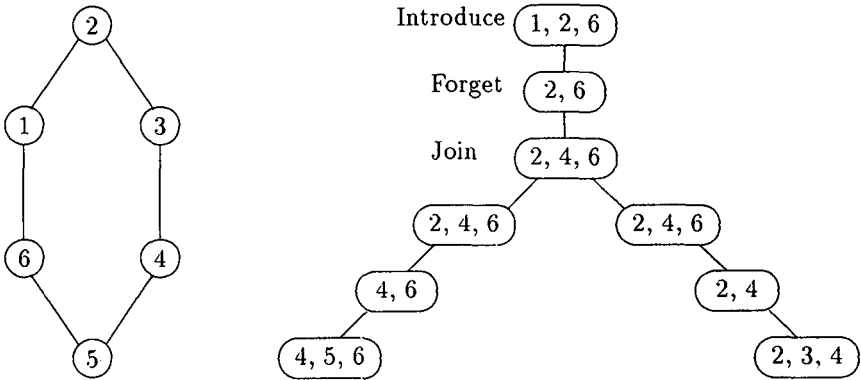 2
1
3
6
4
5
Introduce 1, 2, 6
Forget 2, 6
Join 2, 4, 6
2, 4, 6
2, 4, 6
4, 6
2, 4
4, 5, 6
2, 3, 4